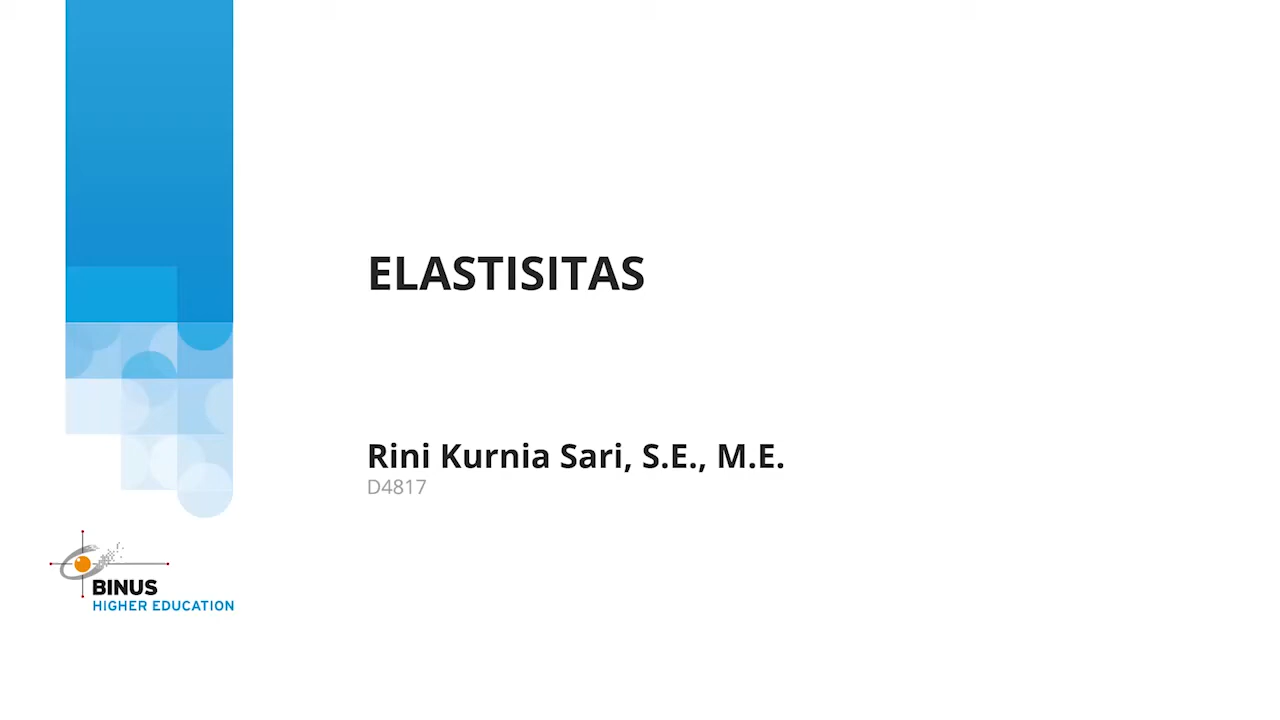 ELASTISITAS
Rini Kurnia Sari, S.E., M.E.
D4817
BINUS
HIGHER EDUCATION